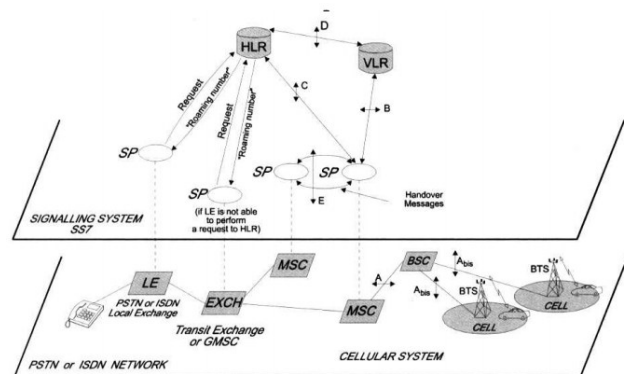 D
HLR
VLR
Request
"Roaming number"
Request
"Roaming number"
C
B
SP
SP
SP
SP
E
(if LE is not able
to perform
a request to HLR)
Handover
Messages
SIGNALLING SYSTEM
SS7
MSC
BSC
A
Abis
Abis
BTS
BTS
LE
PSTN or ISDN
Local Exchange
EXCH
MSC
CELL
CELL
Transit Exchange
or GMSC
PSTN or ISDN NETWORK
CELLULAR SYSTEM